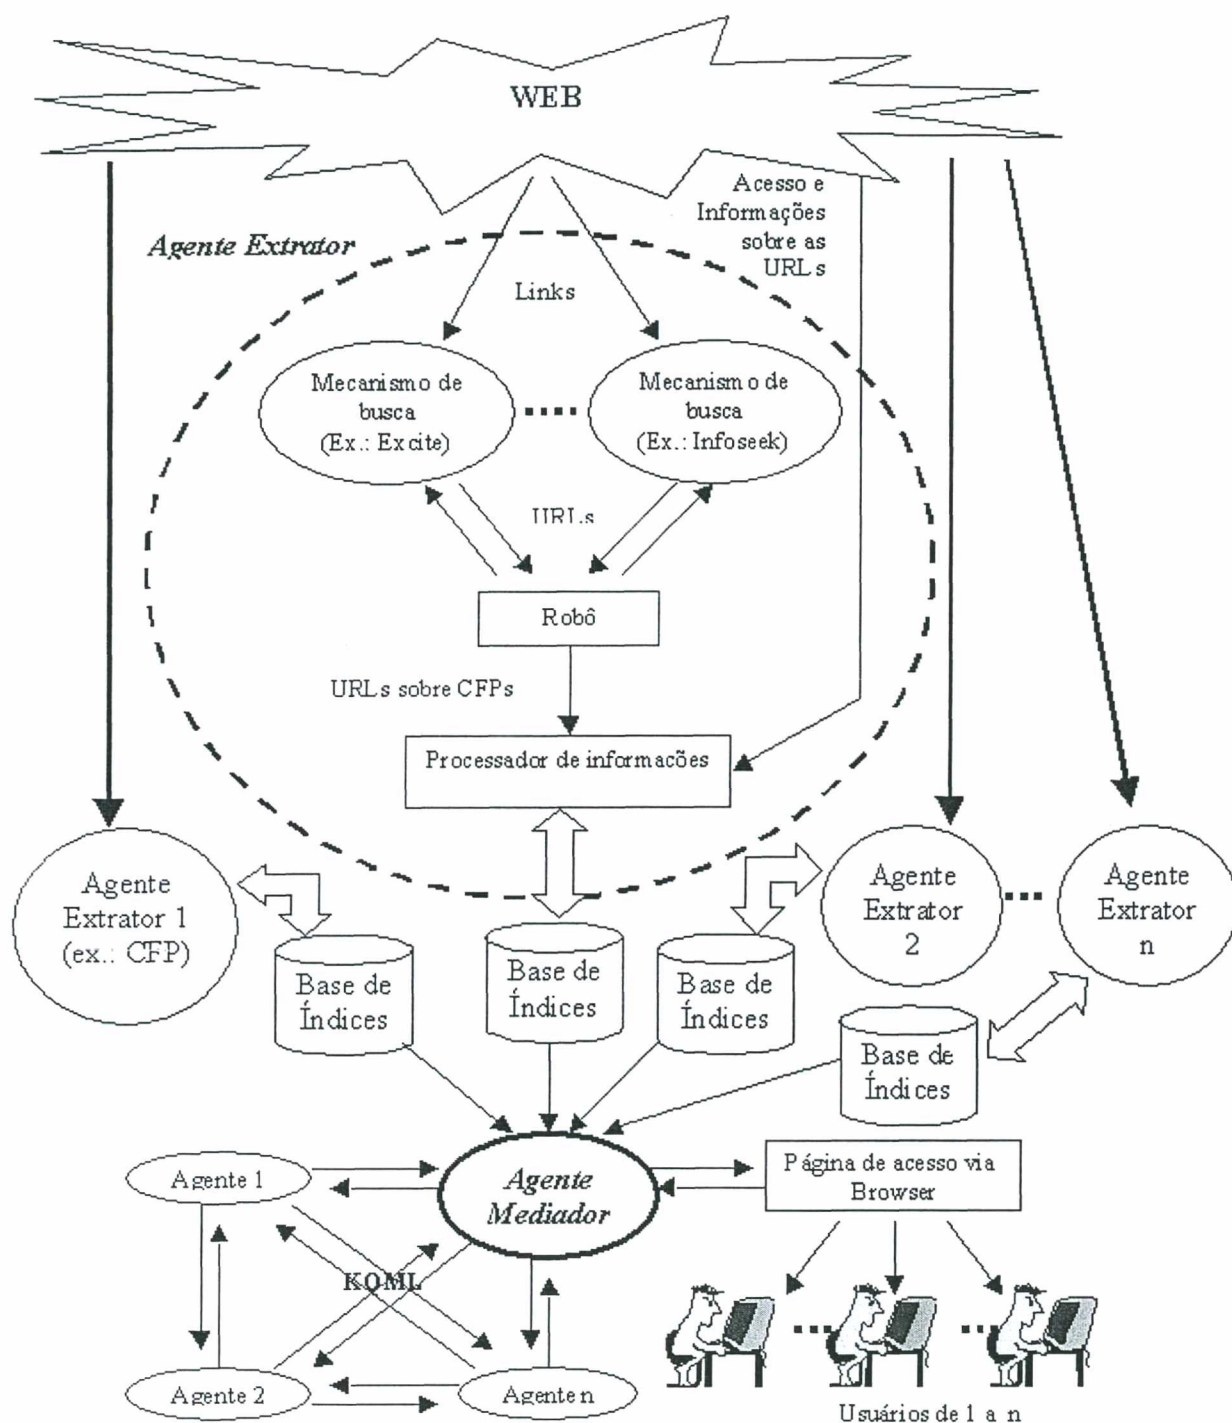 WEB
Acesso e
Informações
sobre as
URLs
Agente Extrator
Links
Mecanismo de
busca
(Ex.: Excite)
Mecanismo de
busca
(Ex.: Infoseek)
URLs
Robô
URLs sobre CFPs
Processador de informacões
Agente
Extrator 1
(ex.: CFP)
Agente
Extrator
2
Agente
Extrator
n
Base de
Índices
Base de
Índices
Base de
Índices
Base de
Índices
Agente 1
Agente
Mediador
Página de acesso via
Browser
KQML
Agente 2
Agente n
Usuários de 1 a n